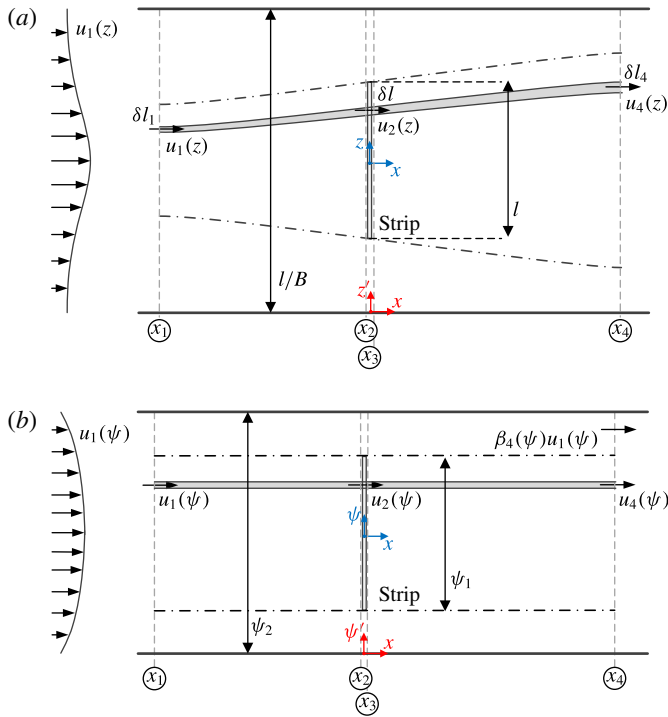 (a)
u₁(z)
δl₁
u₁(z)
δl
u₂(z)
δl₄
u₄(z)
z
x
l
Strip
l/B
z′
x
x₁
x₂
x₃
x₄
(b)
u₁(ψ)
β₄(ψ)u₁(ψ)
u₁(ψ)
u₂(ψ)
u₄(ψ)
ψ
x
ψ₁
Strip
ψ₂
ψ′
x
x₁
x₂
x₃
x₄